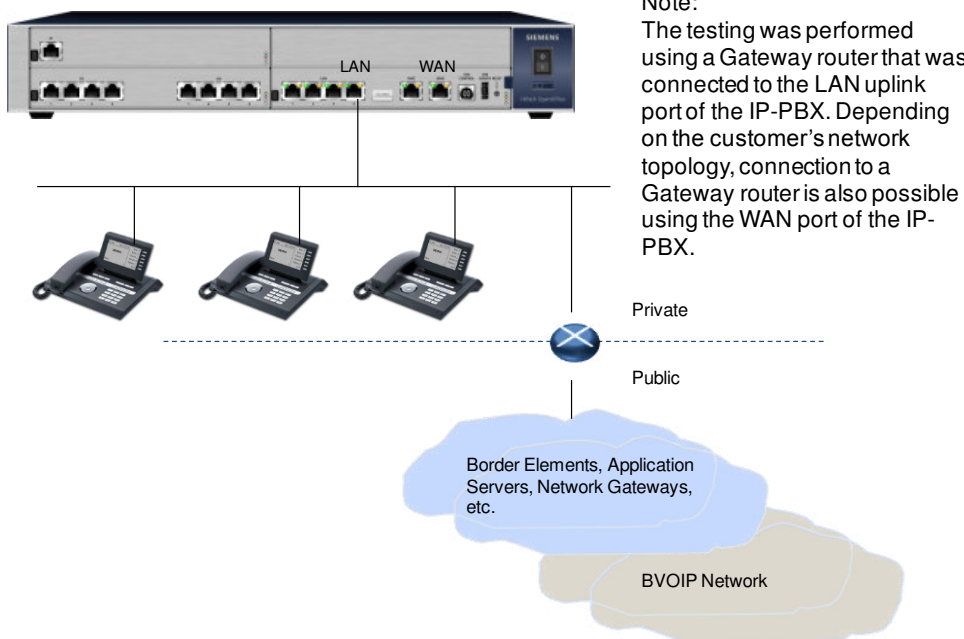 Note:
The testing was performed
using a Gateway router that was
connected to the LAN uplink
port of the IP-PBX. Depending
on the customer's network
topology, connection to a
Gateway router is also possible
using the WAN port of the IP-
PBX.
SIEMENS
LAN
WAN
Private
Public
Border Elements, Application
Servers, Network Gateways,
etc.
BVOIP Network